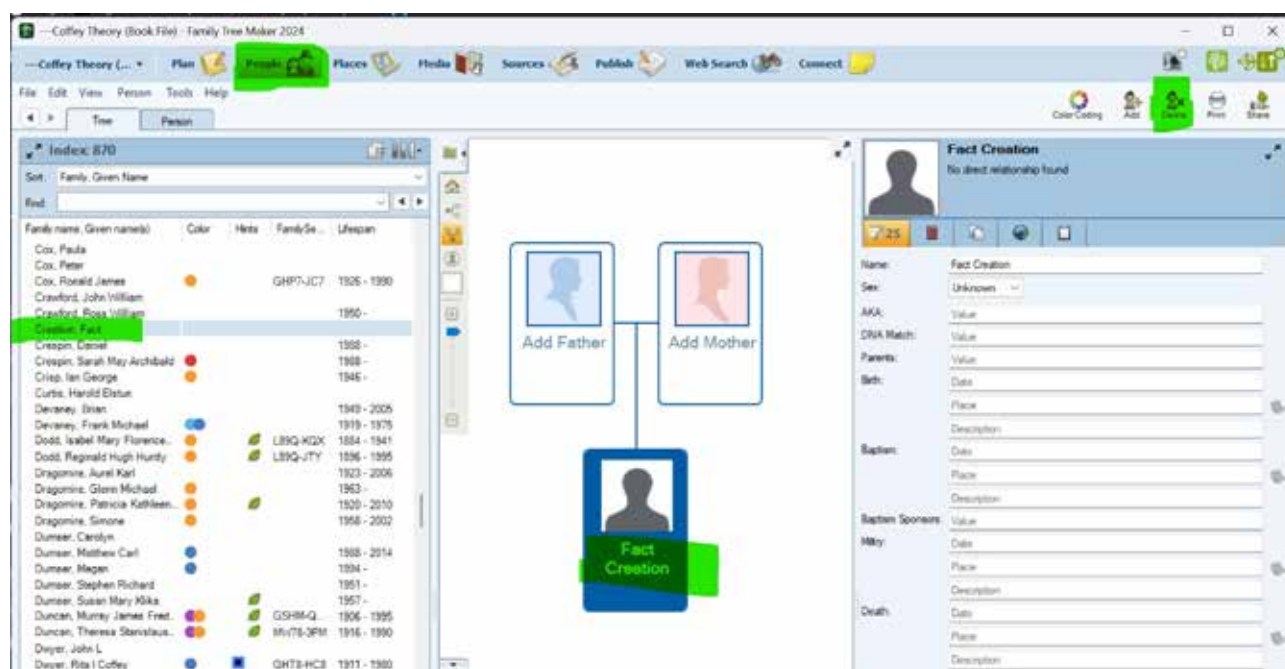 ---Coffey Theory (Book File) - Family Tree Maker 2024
---Coffey Theory (... Plan People Places Media Sources Publish Web Search Connect
File Edit View Person Tools Help
Color Coding Add Delete Print Share
Tree Person
Index: 870
Sort: Family, Given Name
Find:
Family name, Given name(s) Color Hints FamilySe... Lifespan
Cox, Paula
Cox, Peter
Cox, Ronald James GHP7-JC7 1926 - 1990
Crawford, John William
Crawford, Ross William 1950 -
Creation, Fact
Crespin, Daniel 1988 -
Crespin, Sarah May Archibald 1988 -
Crisp, Ian George 1946 -
Curtis, Harold Elstun
Devaney, Brian 1949 - 2005
Devaney, Frank Michael 1919 - 1975
Dodd, Isabel Mary Florence... L89Q-KQX 1884 - 1941
Dodd, Reginald Hugh Hurdy L89Q-JTY 1896 - 1995
Dragomire, Aurel Karl 1923 - 2006
Dragomire, Glenn Michael 1963 -
Dragomire, Patricia Kathleen... 1920 - 2010
Dragomire, Simone 1958 - 2002
Dumser, Carolyn
Dumser, Matthew Carl 1988 - 2014
Dumser, Megan 1994 -
Dumser, Stephen Richard 1951 -
Dumser, Susan Mary Klika 1957 -
Duncan, Murray James Fred... GSHM-Q... 1906 - 1995
Duncan, Theresa Stanislaus... 1916 - 1990
Dwyer, John L
Dwyer, Rita I Coffey GHT8-HC8 1911 - 1980
Add Father
Add Mother
Fact
Creation
Fact Creation
No direct relationship found
25
Name: Fact Creation
Sex: Unknown
AKA: Value
DNA Match: Value
Parents: Value
Birth: Date
Place
Description
Baptism: Date
Place
Description
Baptism Sponsors: Value
Miltry: Date
Place
Description
Death: Date
Place
Description